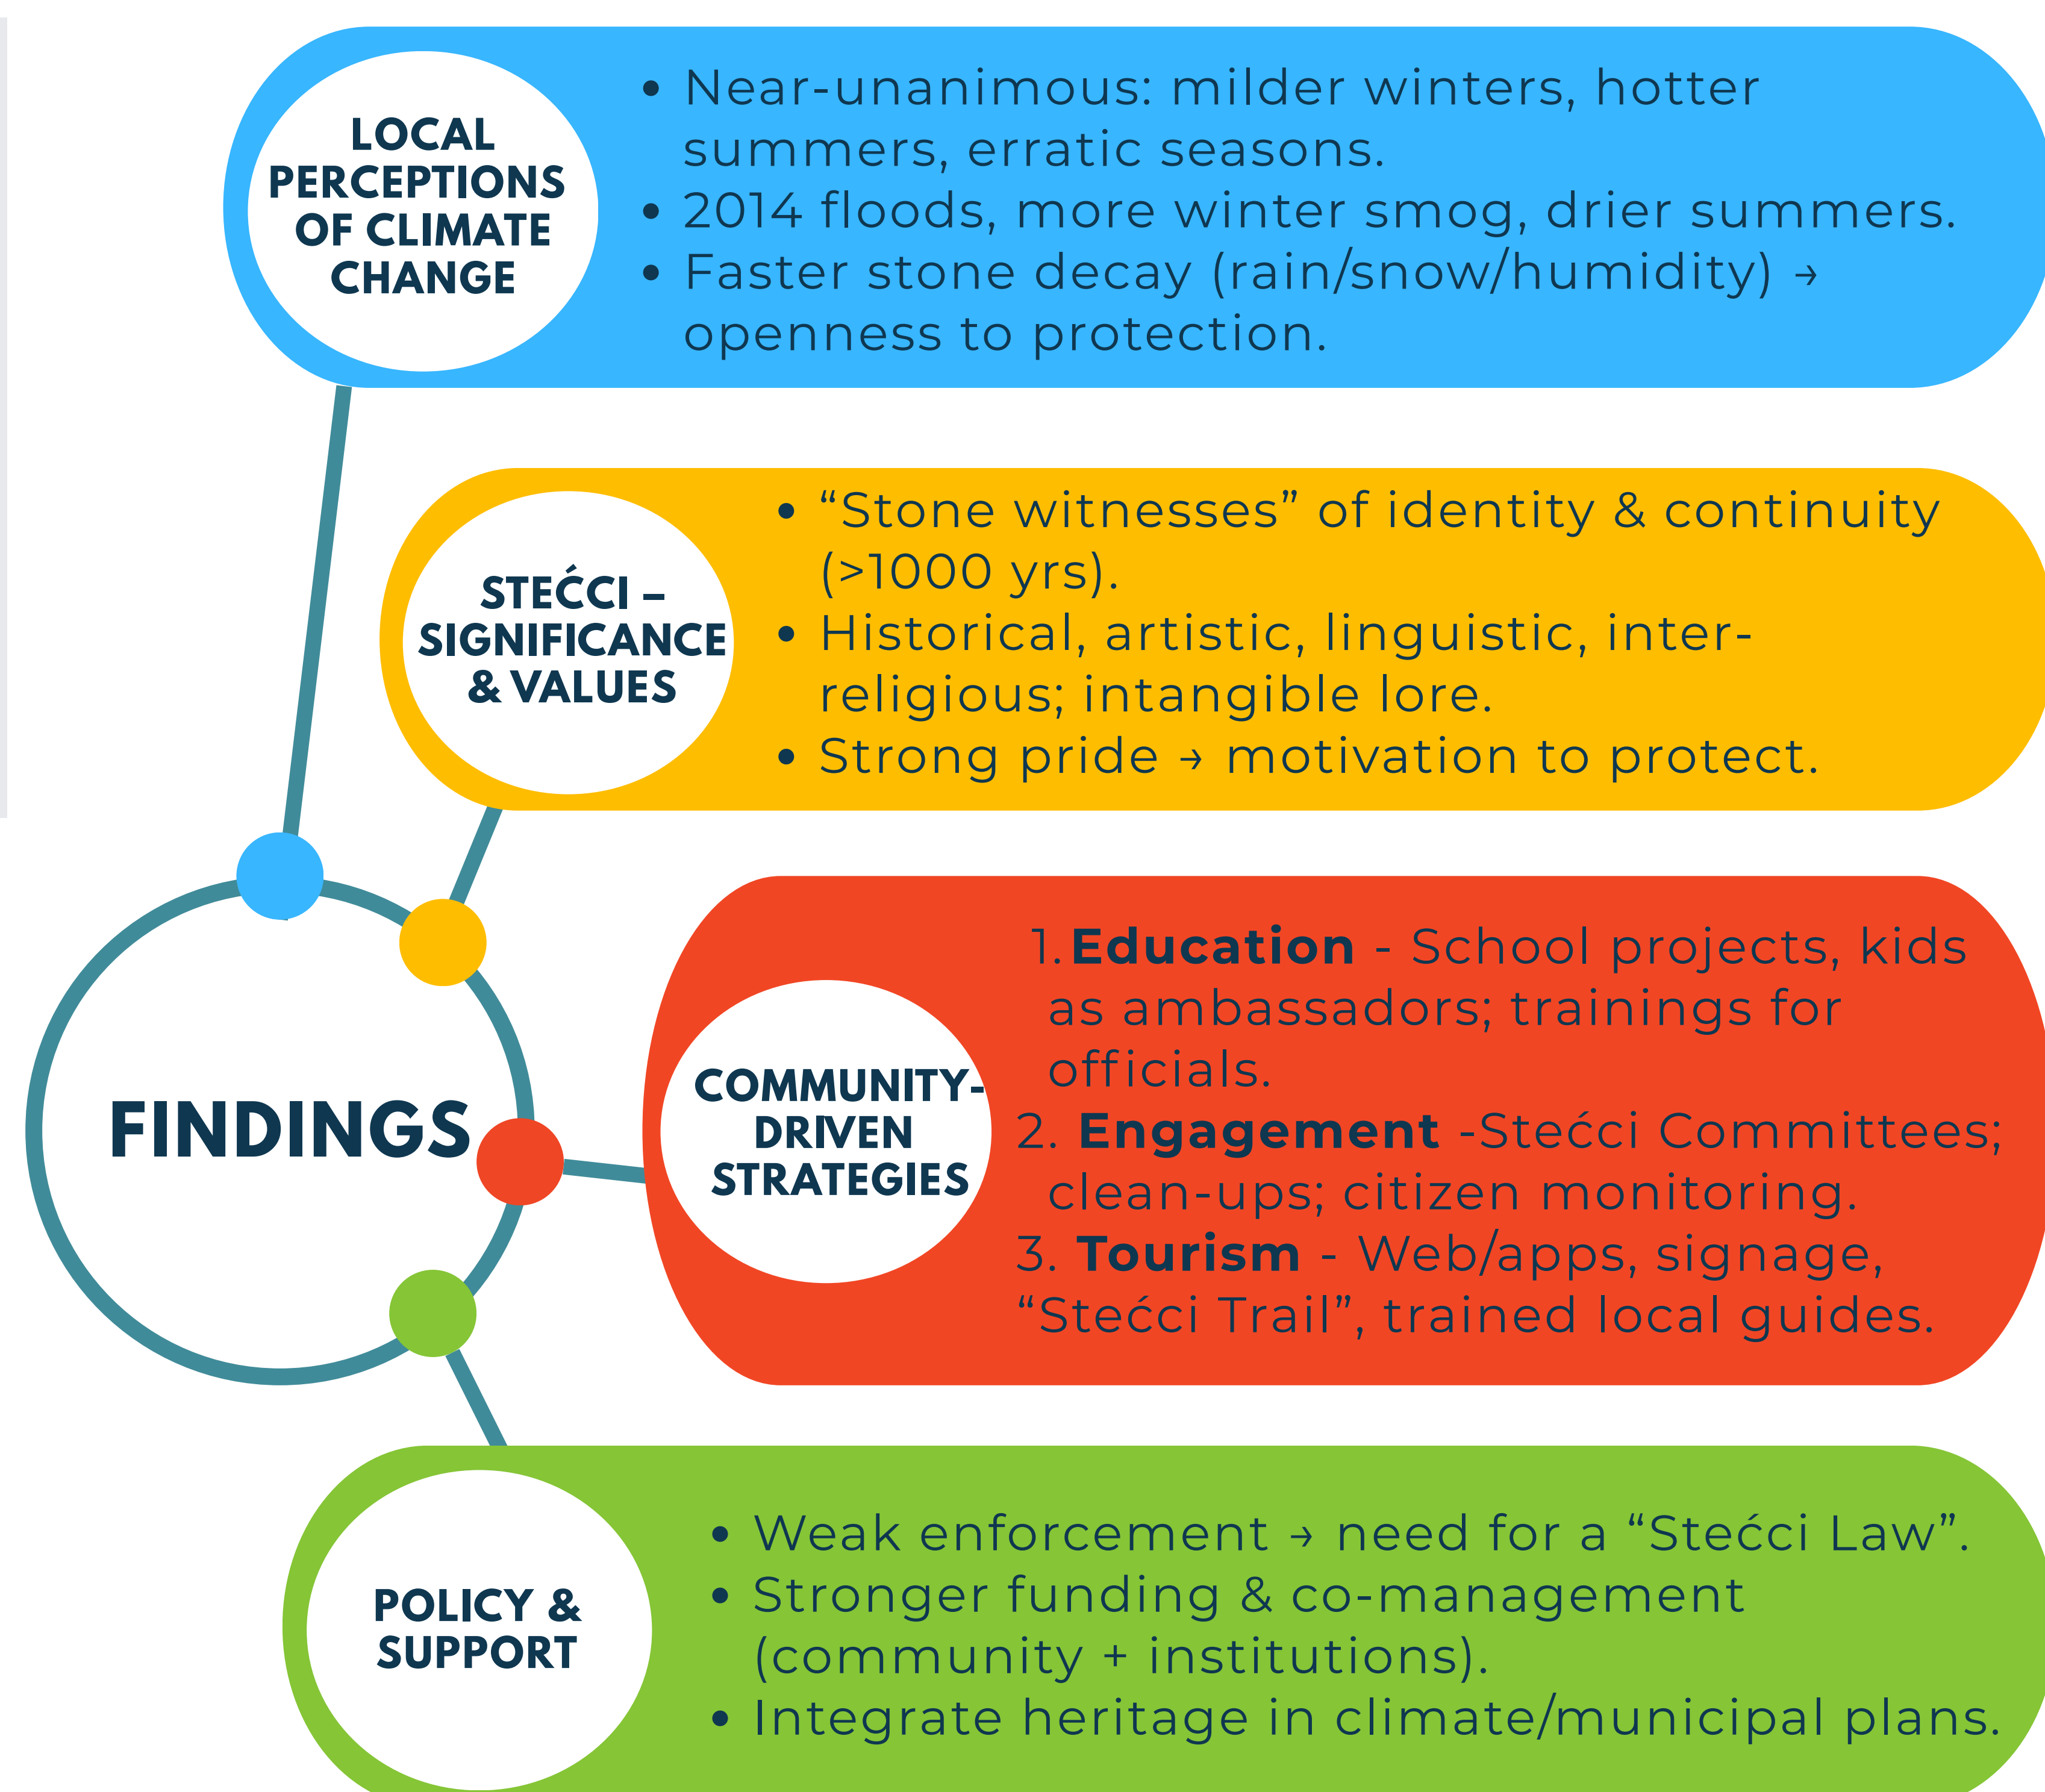 LOCAL
PERCEPTIONS
OF CLIMATE
CHANGE
• Near-unanimous: milder winters, hotter
summers, erratic seasons.
• 2014 floods, more winter smog, drier summers.
• Faster stone decay (rain/snow/humidity) →
openness to protection.
STEĆCI –
SIGNIFICANCE
& VALUES
• “Stone witnesses” of identity & continuity
(>1000 yrs).
• Historical, artistic, linguistic, inter-
religious; intangible lore.
• Strong pride → motivation to protect.
FINDINGS
COMMUNITY-
DRIVEN
STRATEGIES
1. Education - School projects, kids
as ambassadors; trainings for
officials.
2. Engagement -Stećci Committees;
clean-ups; citizen monitoring.
3. Tourism - Web/apps, signage,
“Stećci Trail”, trained local guides.
POLICY &
SUPPORT
• Weak enforcement → need for a “Stećci Law”.
• Stronger funding & co-management
(community + institutions).
• Integrate heritage in climate/municipal plans.